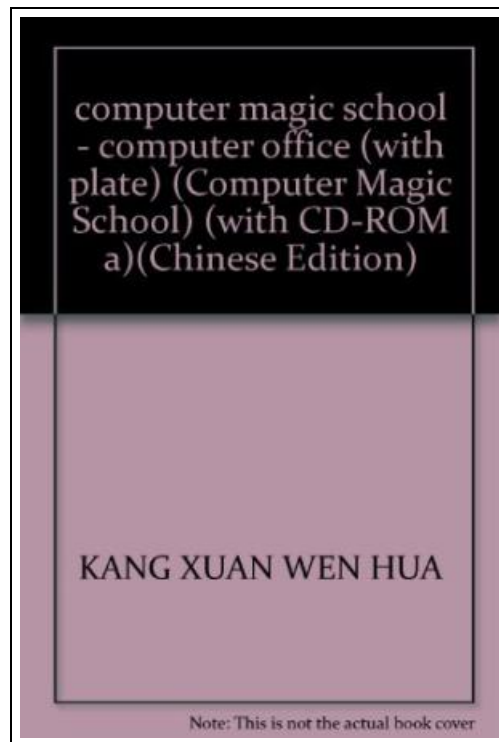 computer magic school
- computer office (with
plate) (Computer Magic
School) (with CD-ROM
a)(Chinese Edition)
KANG XUAN WEN HUA
Note: This is not the actual book cover